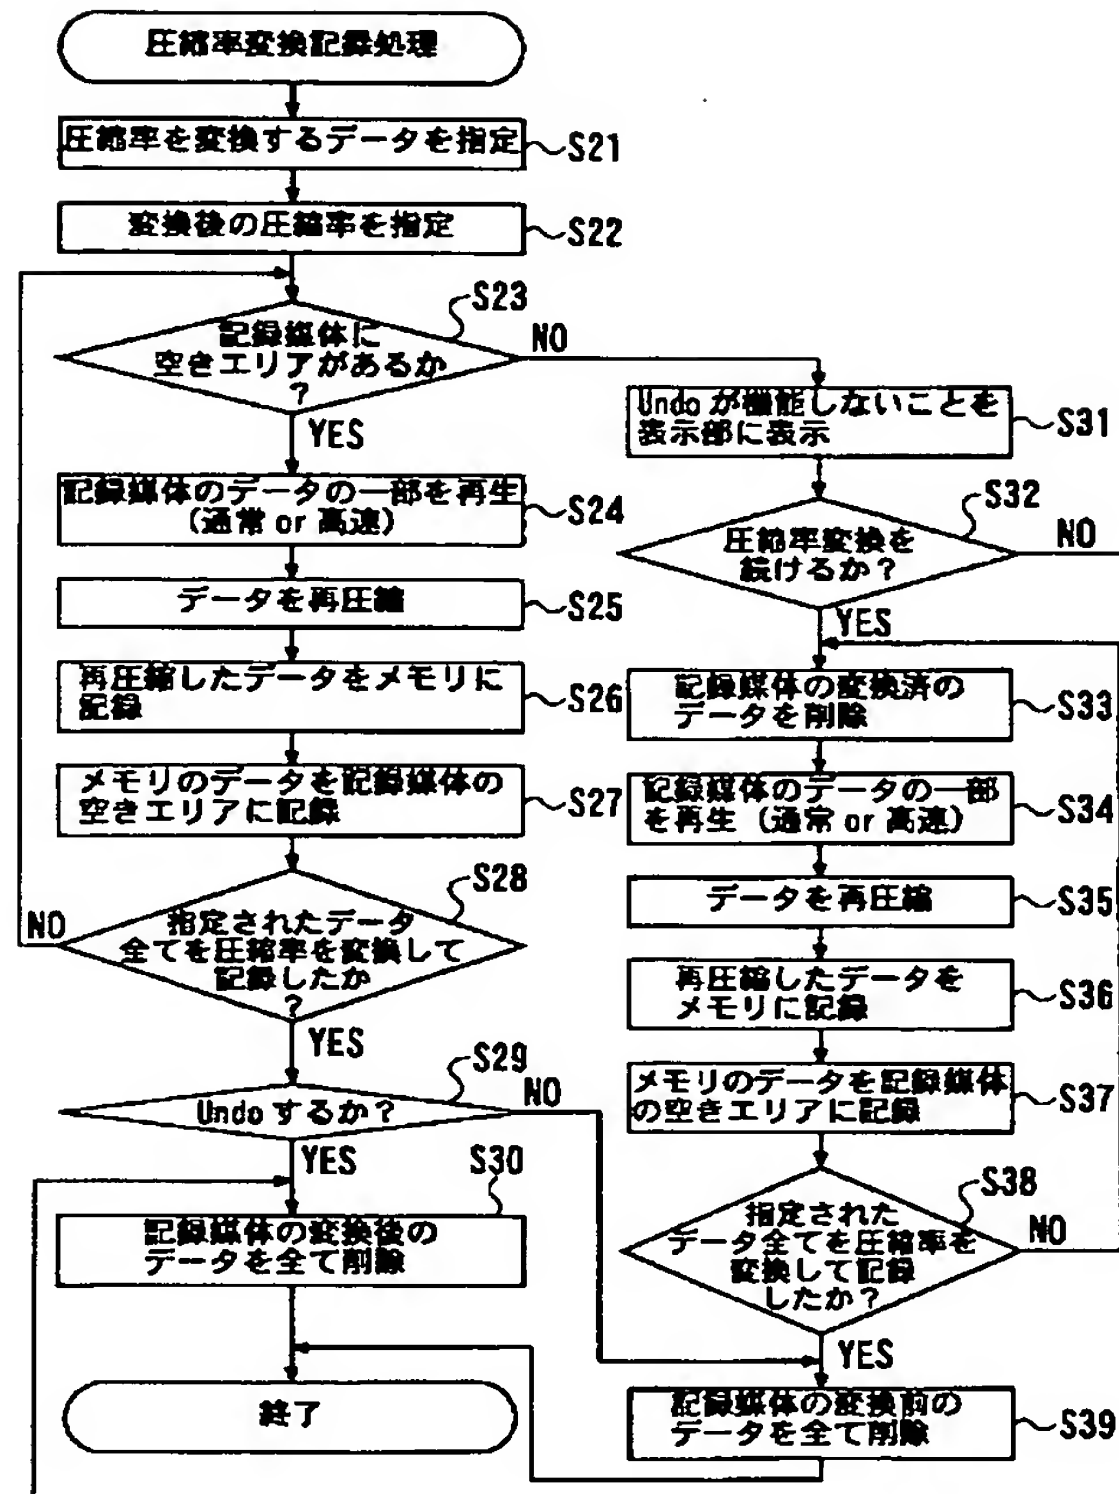 圧縮率変換記録処理
圧縮率を変換するデータを指定
S21
変換後の圧縮率を指定
S22
S23
記録媒体に
空きエリアがあるか
?
NO
YES
記録媒体のデータの一部を再生
(通常 or 高速)
S24
データを再圧縮
S25
再圧縮したデータをメモリに
記録
S26
メモリのデータを記録媒体の
空きエリアに記録
S27
S28
指定されたデータ
全てを圧縮率を変換して
記録したか
?
NO
YES
S29
Undo するか?
NO
YES
S30
記録媒体の変換後の
データを全て削除
終了
Undo が機能しないことを
表示部に表示
S31
S32
圧縮率変換を
続けるか?
NO
YES
記録媒体の変換済の
データを削除
S33
記録媒体のデータの一部
を再生 (通常 or 高速)
S34
データを再圧縮
S35
再圧縮したデータを
メモリに記録
S36
メモリのデータを記録媒体
の空きエリアに記録
S37
S38
指定された
データ全てを圧縮率を
変換して記録
したか?
NO
YES
記録媒体の変換前の
データを全て削除
S39